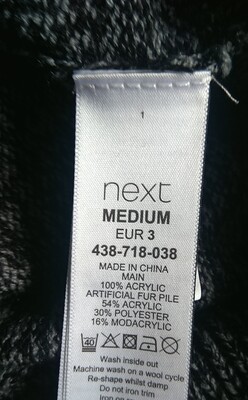 1
next
MEDIUM
EUR 3
438-718-038
MADE IN CHINA
MAIN
100% ACRYLIC
ARTIFICIAL FUR PILE
54% ACRYLIC
30% POLYESTER
16% MODACRYLIC
40
Wash inside out
Machine wash on a wool cycle
Re-shape whilst damp
Do not iron trim